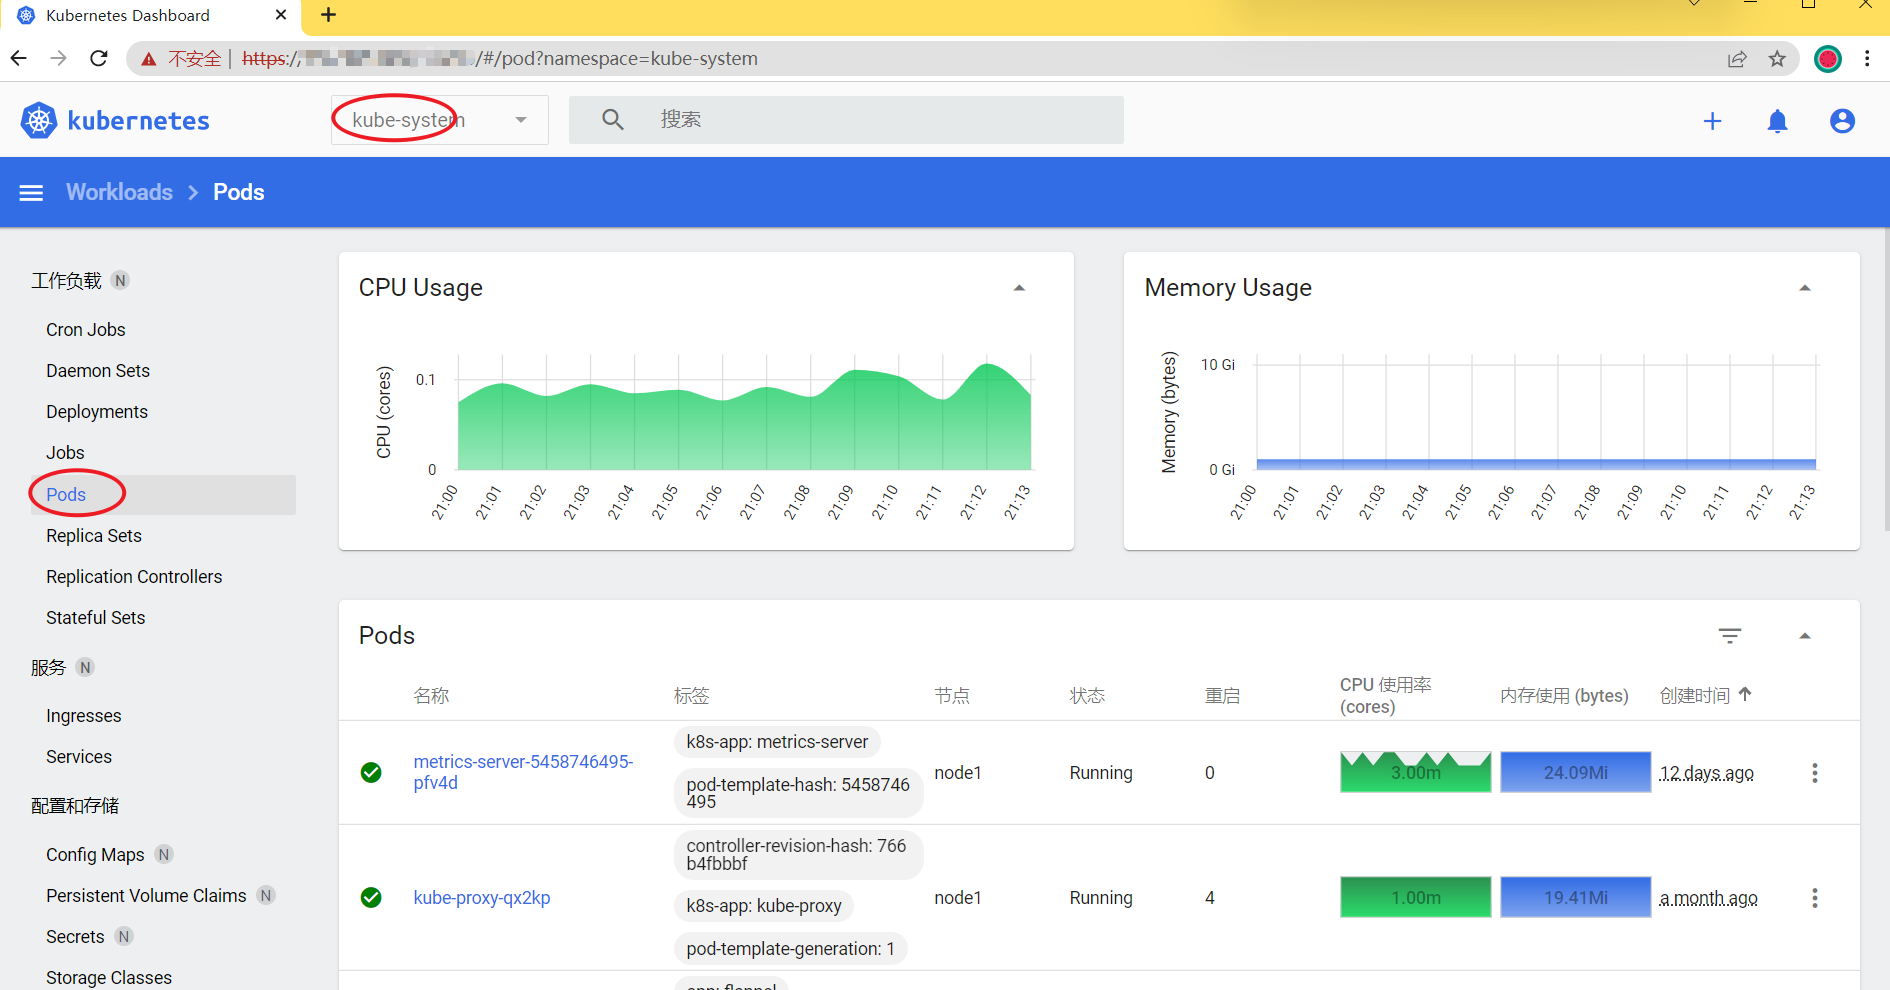 Kubernetes Dashboard
不安全 | https://
/#/pod?namespace=kube-system
kubernetes
kube-system
搜索
Workloads
Pods
工作负载 N
Cron Jobs
Daemon Sets
Deployments
Jobs
Pods
Replica Sets
Replication Controllers
Stateful Sets
服务 N
Ingresses
Services
配置和存储
Config Maps N
Persistent Volume Claims N
Secrets N
Storage Classes
CPU Usage
CPU (cores)
0.1
0
21:00
21:01
21:02
21:03
21:04
21:05
21:06
21:07
21:08
21:09
21:10
21:11
21:12
21:13
Memory Usage
Memory (bytes)
10 Gi
0 Gi
21:00
21:01
21:02
21:03
21:04
21:05
21:06
21:07
21:08
21:09
21:10
21:11
21:12
21:13
Pods
名称
标签
节点
状态
重启
CPU 使用率
(cores)
内存使用 (bytes)
创建时间
metrics-server-5458746495-
pfv4d
k8s-app: metrics-server
pod-template-hash: 5458746
495
node1
Running
0
3.00m
24.09Mi
12 days ago
kube-proxy-qx2kp
controller-revision-hash: 766
b4fbbbf
k8s-app: kube-proxy
pod-template-generation: 1
node1
Running
4
1.00m
19.41Mi
a month ago
app: flannel